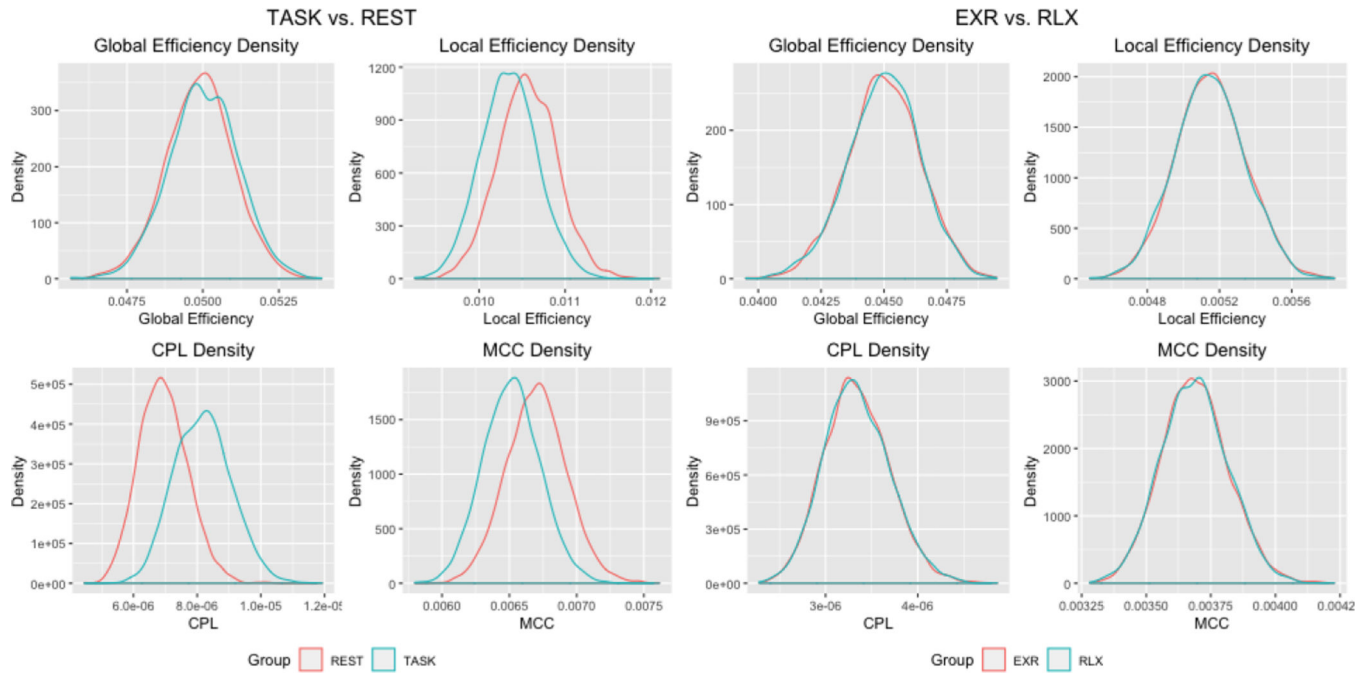 TASK vs. REST
EXR vs. RLX
Global Efficiency Density
Local Efficiency Density
Global Efficiency Density
Local Efficiency Density
Density
300
200
100
0
0.0475 0.0500 0.0525
Global Efficiency
Density
1200
900
600
300
0
0.010 0.011 0.012
Local Efficiency
Density
200
100
0
0.0400 0.0425 0.0450 0.0475
Global Efficiency
Density
2000
1500
1000
500
0
0.0048 0.0052 0.0056
Local Efficiency
CPL Density
MCC Density
CPL Density
MCC Density
Density
5e+05
4e+05
3e+05
2e+05
1e+05
0e+00
6.0e-06 8.0e-06 1.0e-05 1.2e-05
CPL
Density
1500
1000
500
0
0.0060 0.0065 0.0070 0.0075
MCC
Density
9e+05
6e+05
3e+05
0e+00
3e-06 4e-06
CPL
Density
3000
2000
1000
0
0.00325 0.00350 0.00375 0.00400 0.0042
MCC
Group REST TASK
Group EXR RLX